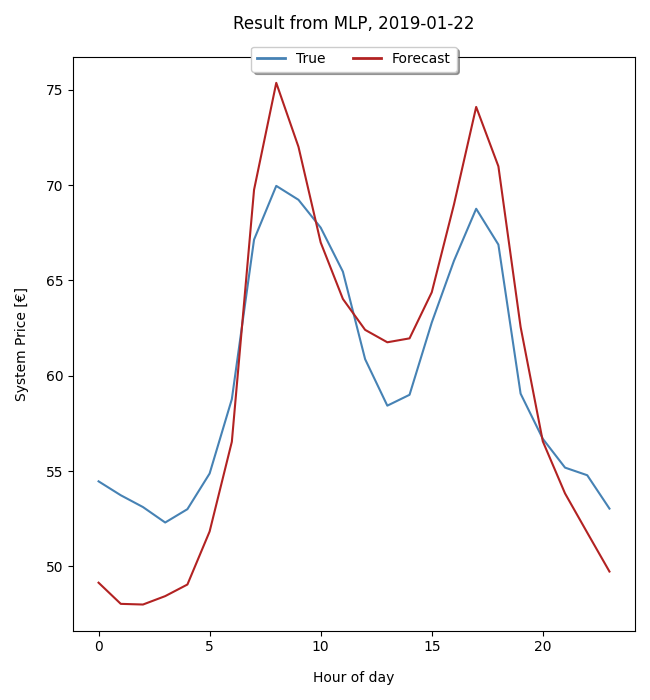 Result from MLP, 2019-01-22
True
Forecast
75
70
65
60
55
50
System Price [€]
0
5
10
15
20
Hour of day